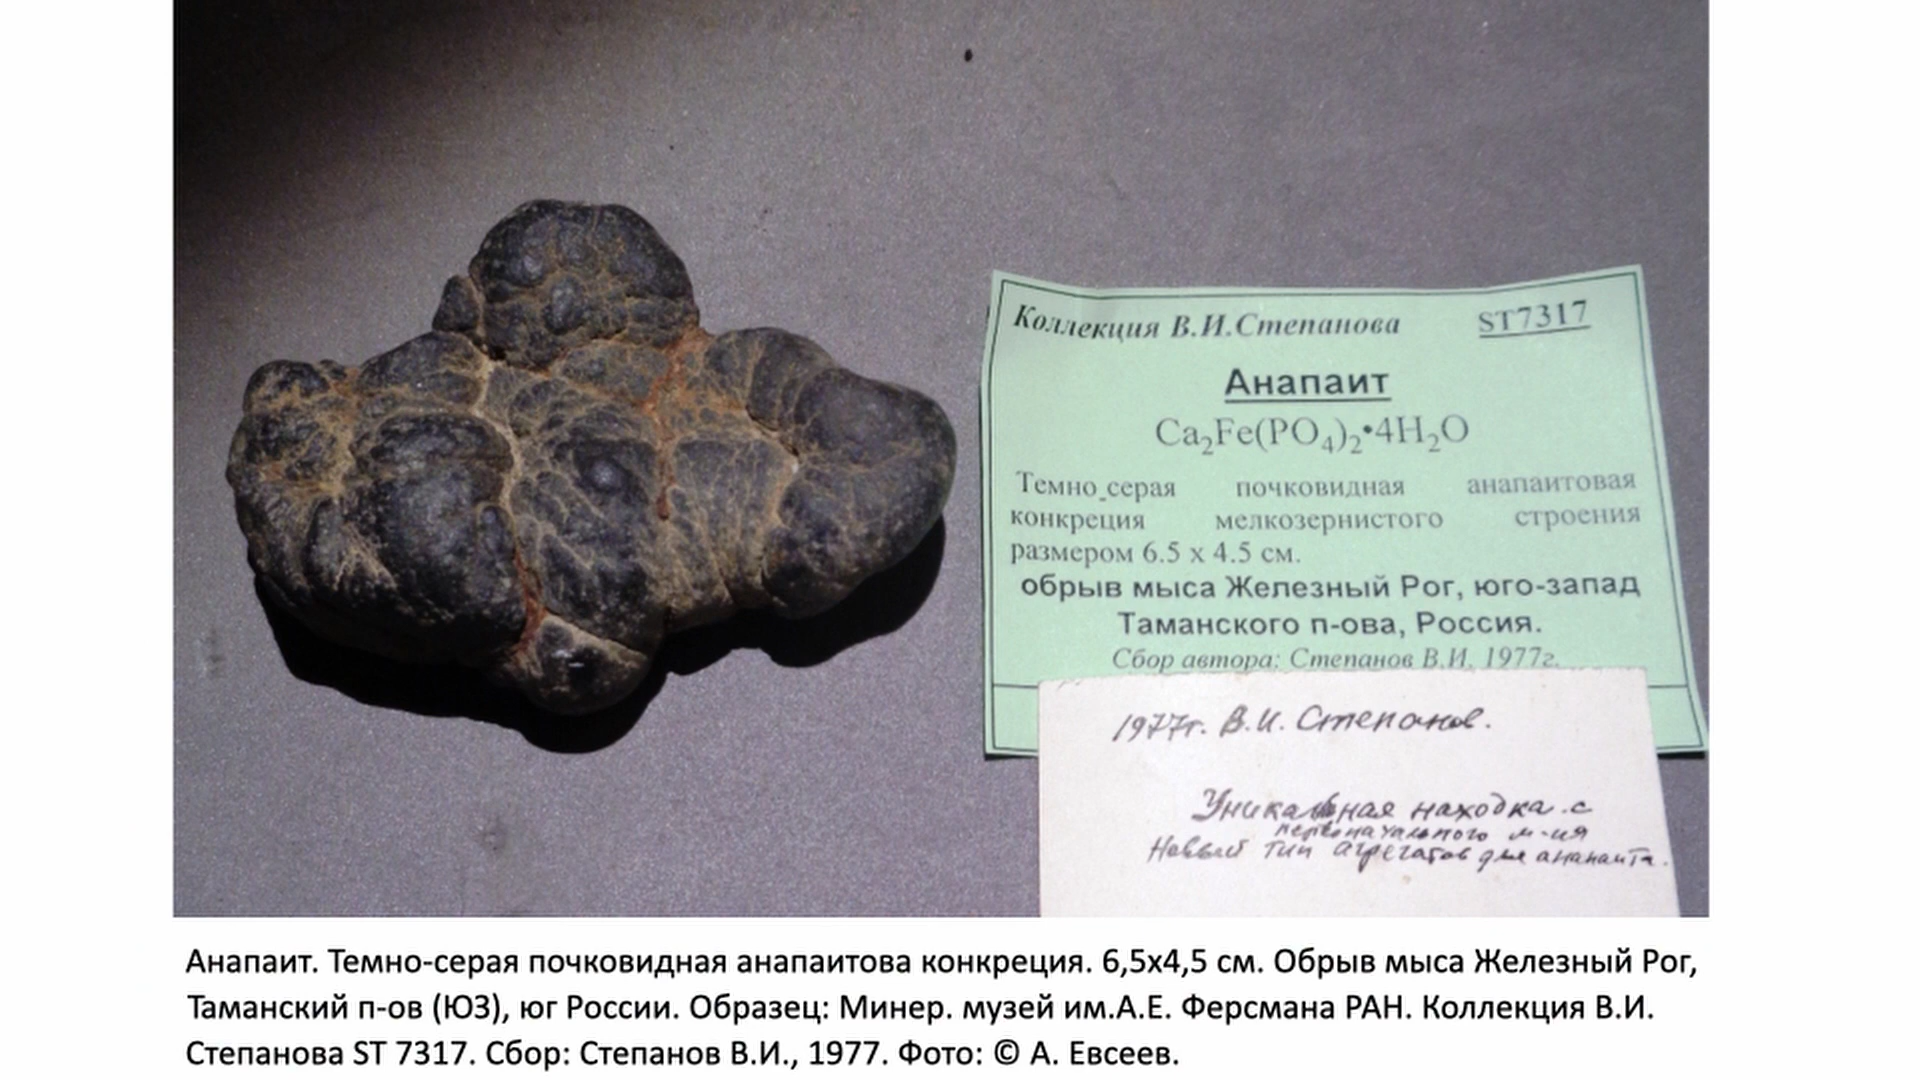 Коллекция В.И.Степанова ST7317
Анапаит
Ca₂Fe(PO₄)₂•4H₂O
Темно_серая почковидная анапаитовая
конкреция мелкозернистого строения
размером 6.5 х 4.5 см.
обрыв мыса Железный Рог, юго-запад
Таманского п-ова, Россия.
Сбор автора: Степанов В.И. 1977г.
1977г. В.И. Степанов.
Уникальная находка с
первоначального м-ия
Новый тип агрегатов для анапаита.
Анапаит. Темно-серая почковидная анапаитова конкреция. 6,5х4,5 см. Обрыв мыса Железный Рог,
Таманский п-ов (ЮЗ), юг России. Образец: Минер. музей им.А.Е. Ферсмана РАН. Коллекция В.И.
Степанова ST 7317. Сбор: Степанов В.И., 1977. Фото: © А. Евсеев.